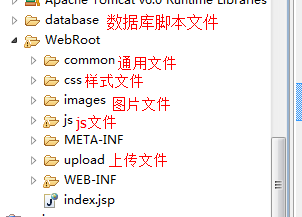 Apache Tomcat v6.0 Runtime Libraries
database 数据库脚本文件
WebRoot
common 通用文件
css 样式文件
images 图片文件
js js文件
META-INF
upload 上传文件
WEB-INF
index.jsp